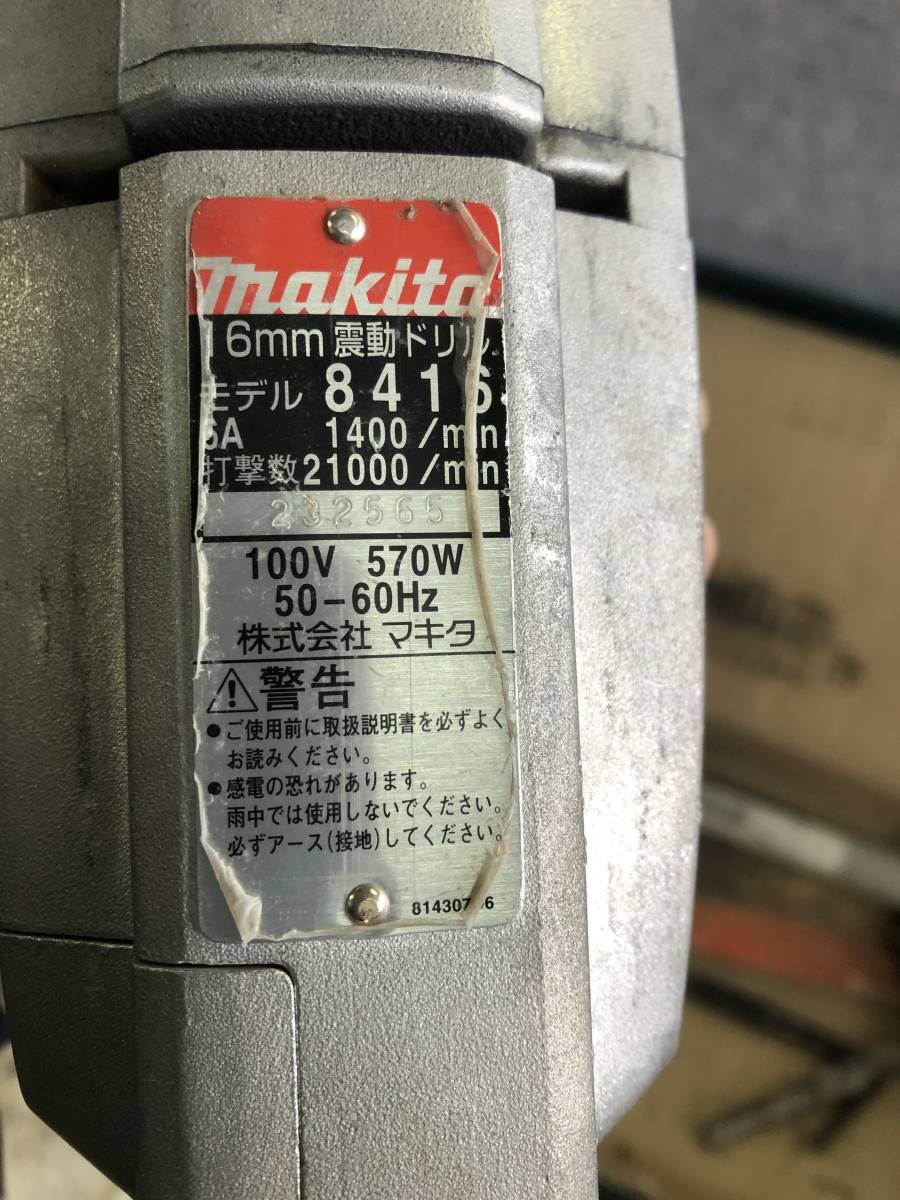 makita
16mm 震動ドリル
モデル 8416
6A 1400/min
打撃数 21000/min
232565
100V 570W
50-60Hz
株式会社 マキタ
警告
●ご使用前に取扱説明書を必ずよく
お読みください。
●感電の恐れがあります。
雨中では使用しないでください。
必ずアース(接地)してください。